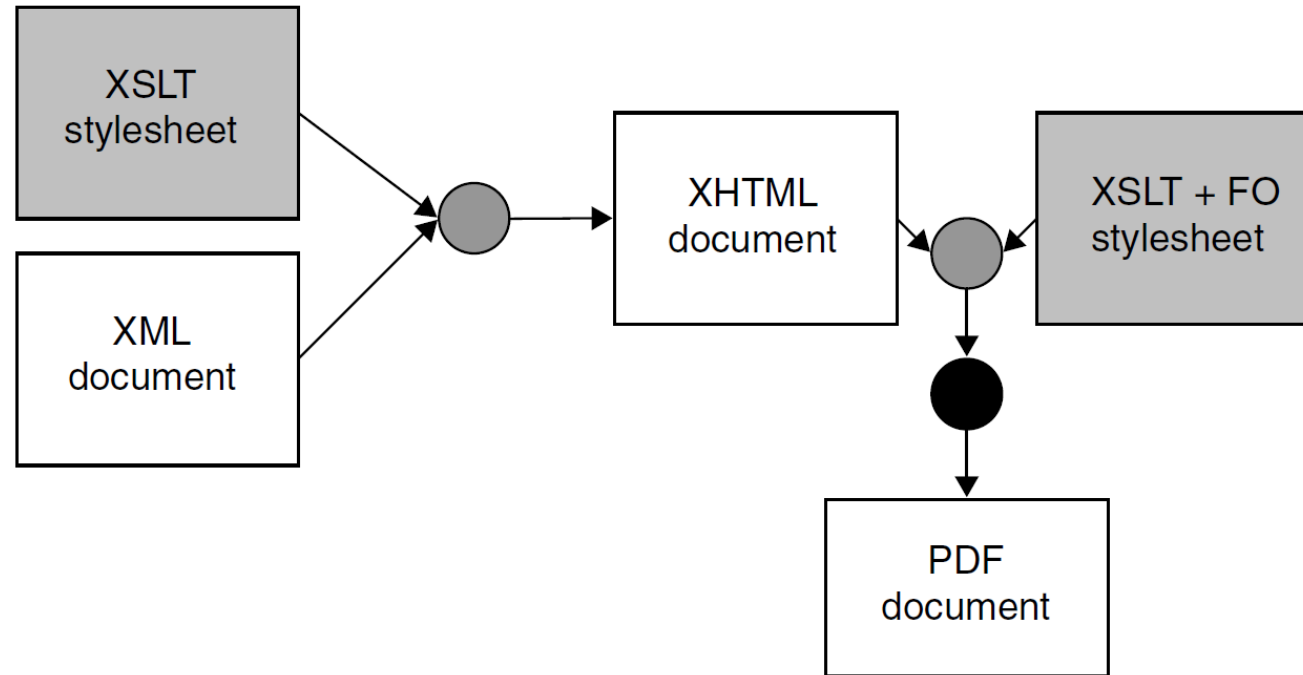 XSLT
stylesheet
XML
document
XHTML
document
XSLT + FO
stylesheet
PDF
document